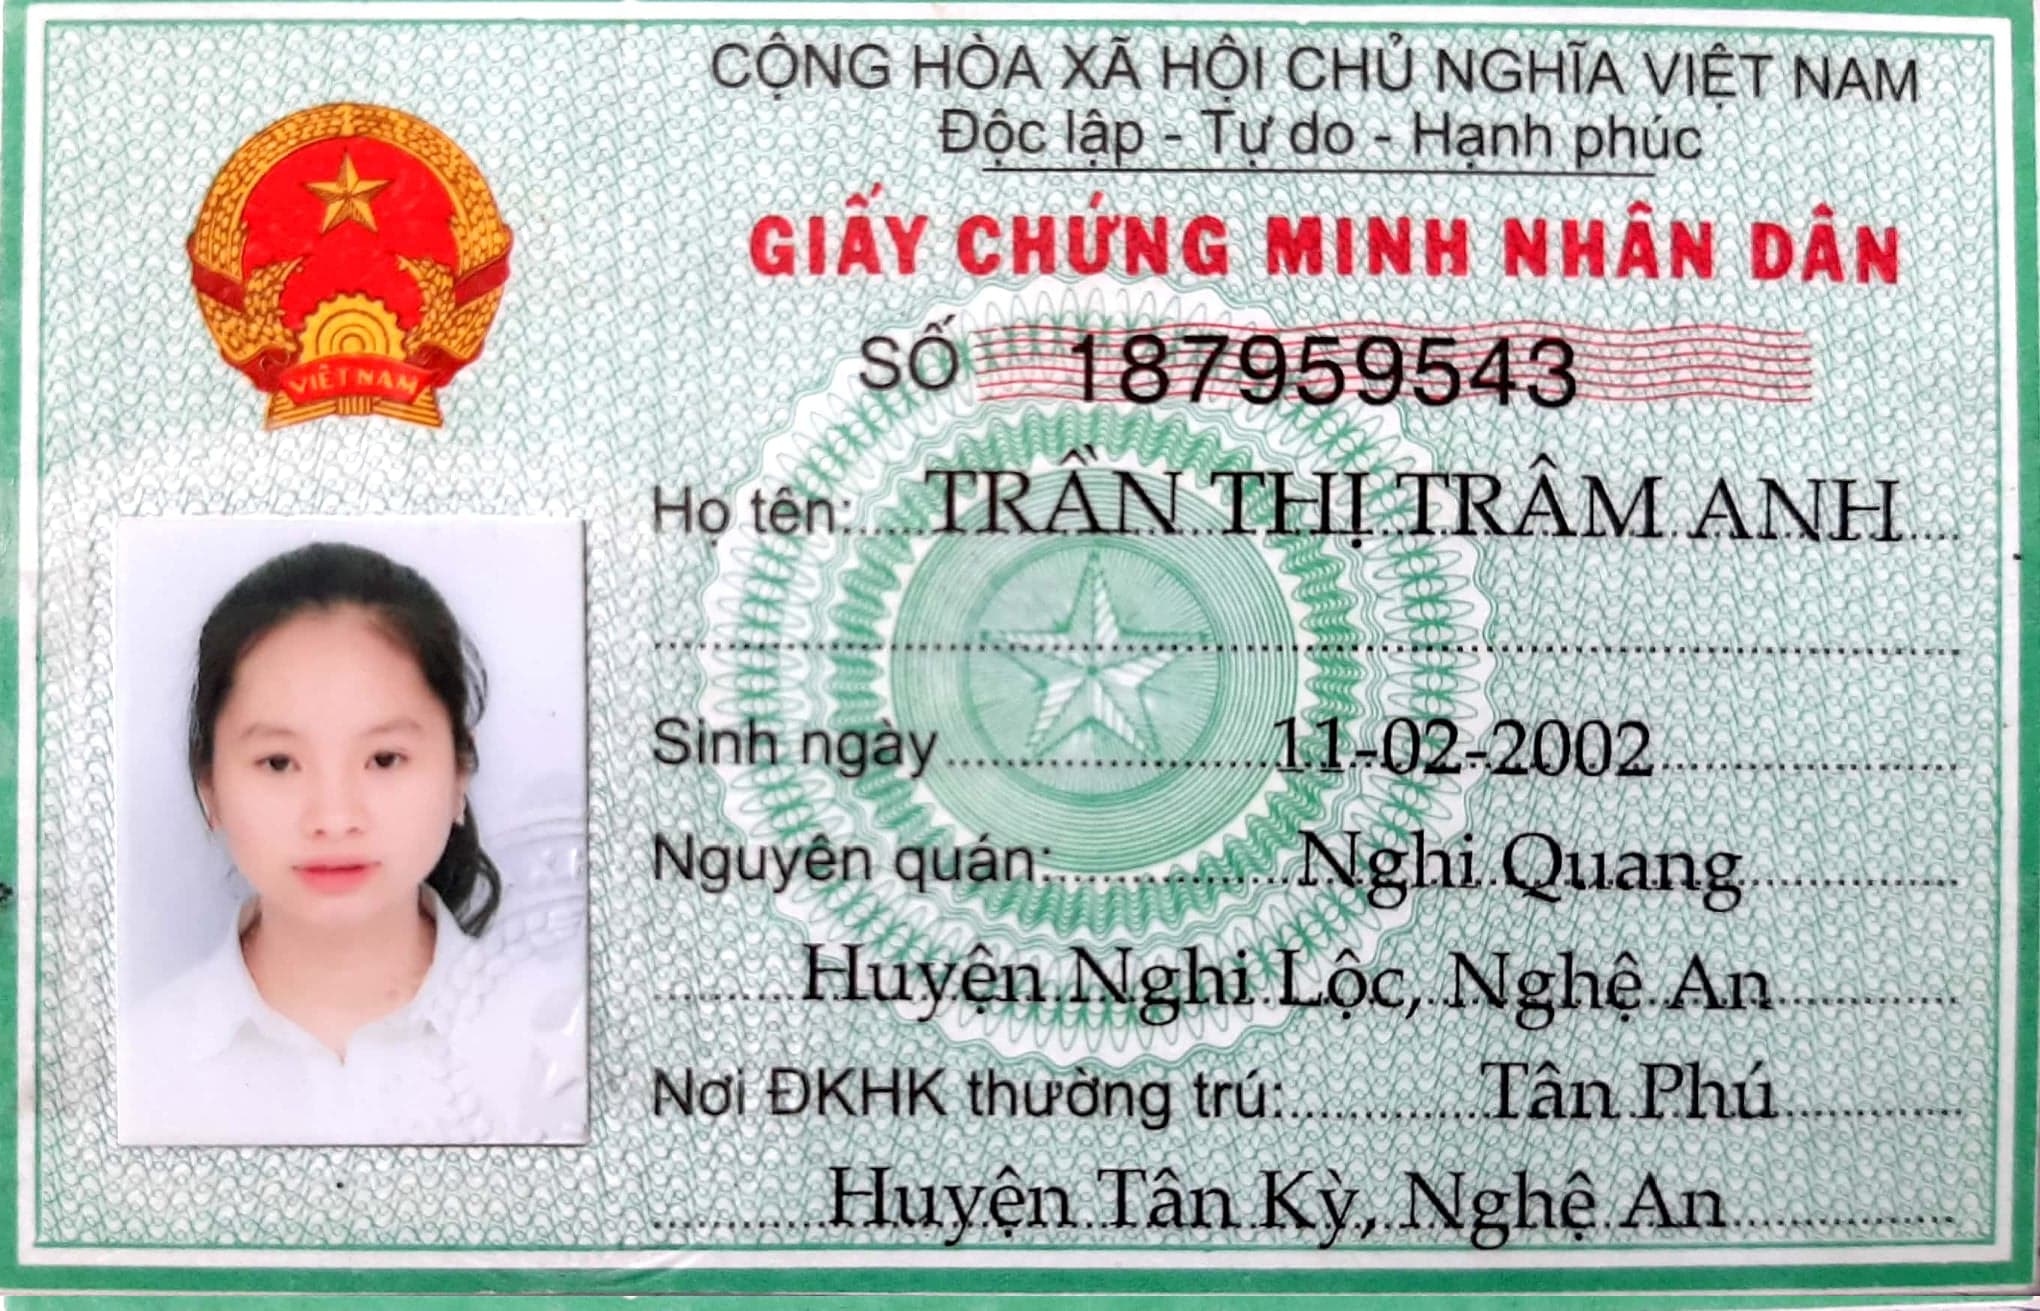 CỘNG HÒA XÃ HỘI CHỦ NGHĨA VIỆT NAM
Độc lập - Tự do - Hạnh phúc
GIẤY CHỨNG MINH NHÂN DÂN
SỐ 187959543
VIỆT NAM
Họ tên: TRẦN THỊ TRÂM ANH
Sinh ngày 11-02-2002
Nguyên quán: Nghi Quang
Huyện Nghi Lộc, Nghệ An
Nơi ĐKHK thường trú: Tân Phú
Huyện Tân Kỳ, Nghệ An